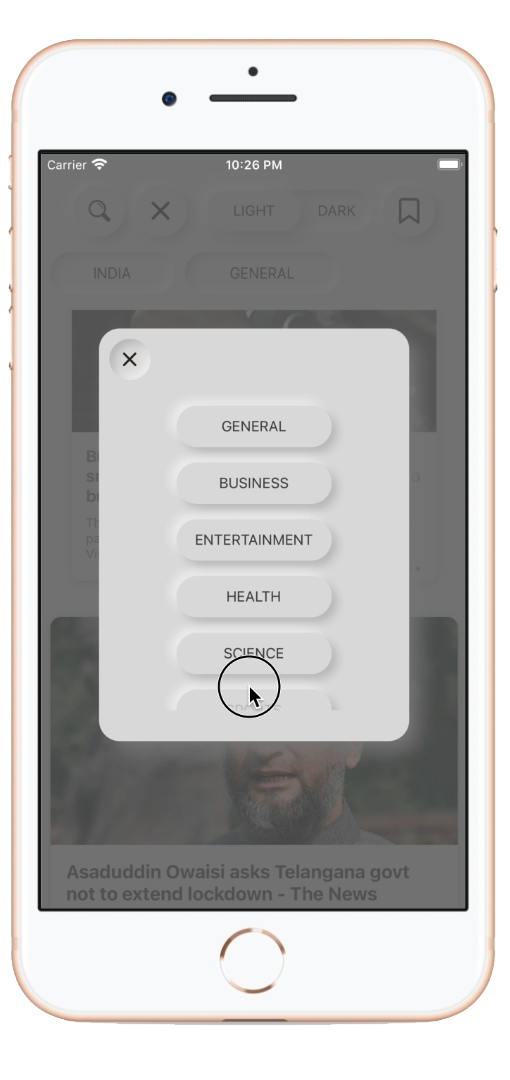 Carrier
10:26 PM
LIGHT
DARK
INDIA
GENERAL
GENERAL
BUSINESS
ENTERTAINMENT
HEALTH
SCIENCE
SPORTS
Asaduddin Owaisi asks Telangana govt
not to extend lockdown - The News